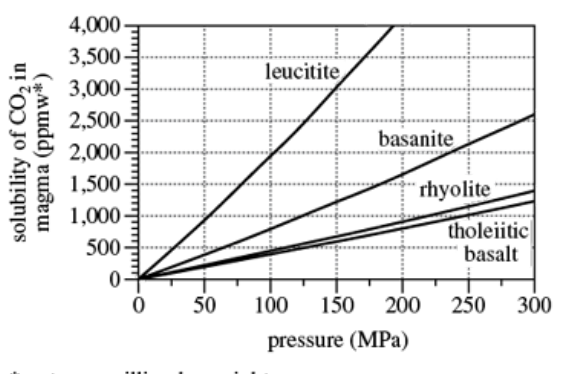 solubility of CO2 in
magma (ppmw*)
4,000
3,500
3,000
2,500
2,000
1,500
1,000
500
0
leucitite
basanite
rhyolite
tholeiitic
basalt
0 50 100 150 200 250 300
pressure (MPa)